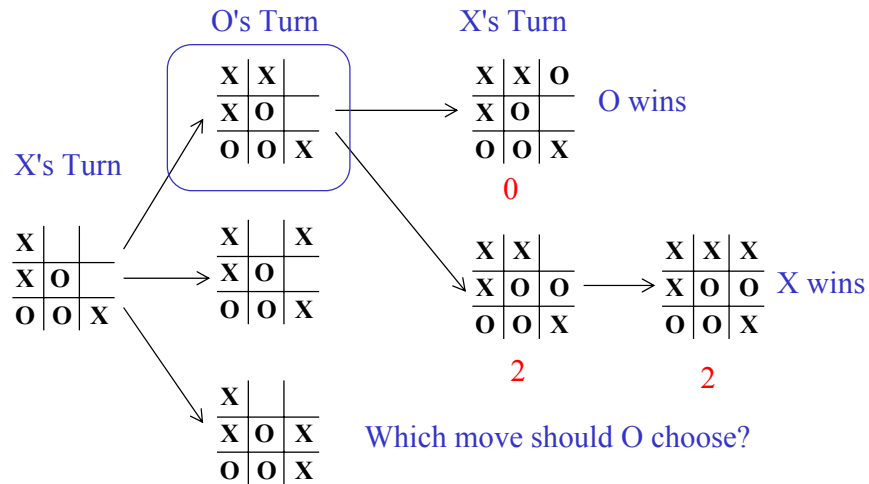 O's Turn
X's Turn
X X
X O
O O X
X X O
X O
O O X
O wins
0
X's Turn
X
X O
O O X
X X
X O
O O X
X X
X O O
O O X
2
X X X
X O O
O O X
X wins
2
X
X O X
O O X
Which move should O choose?